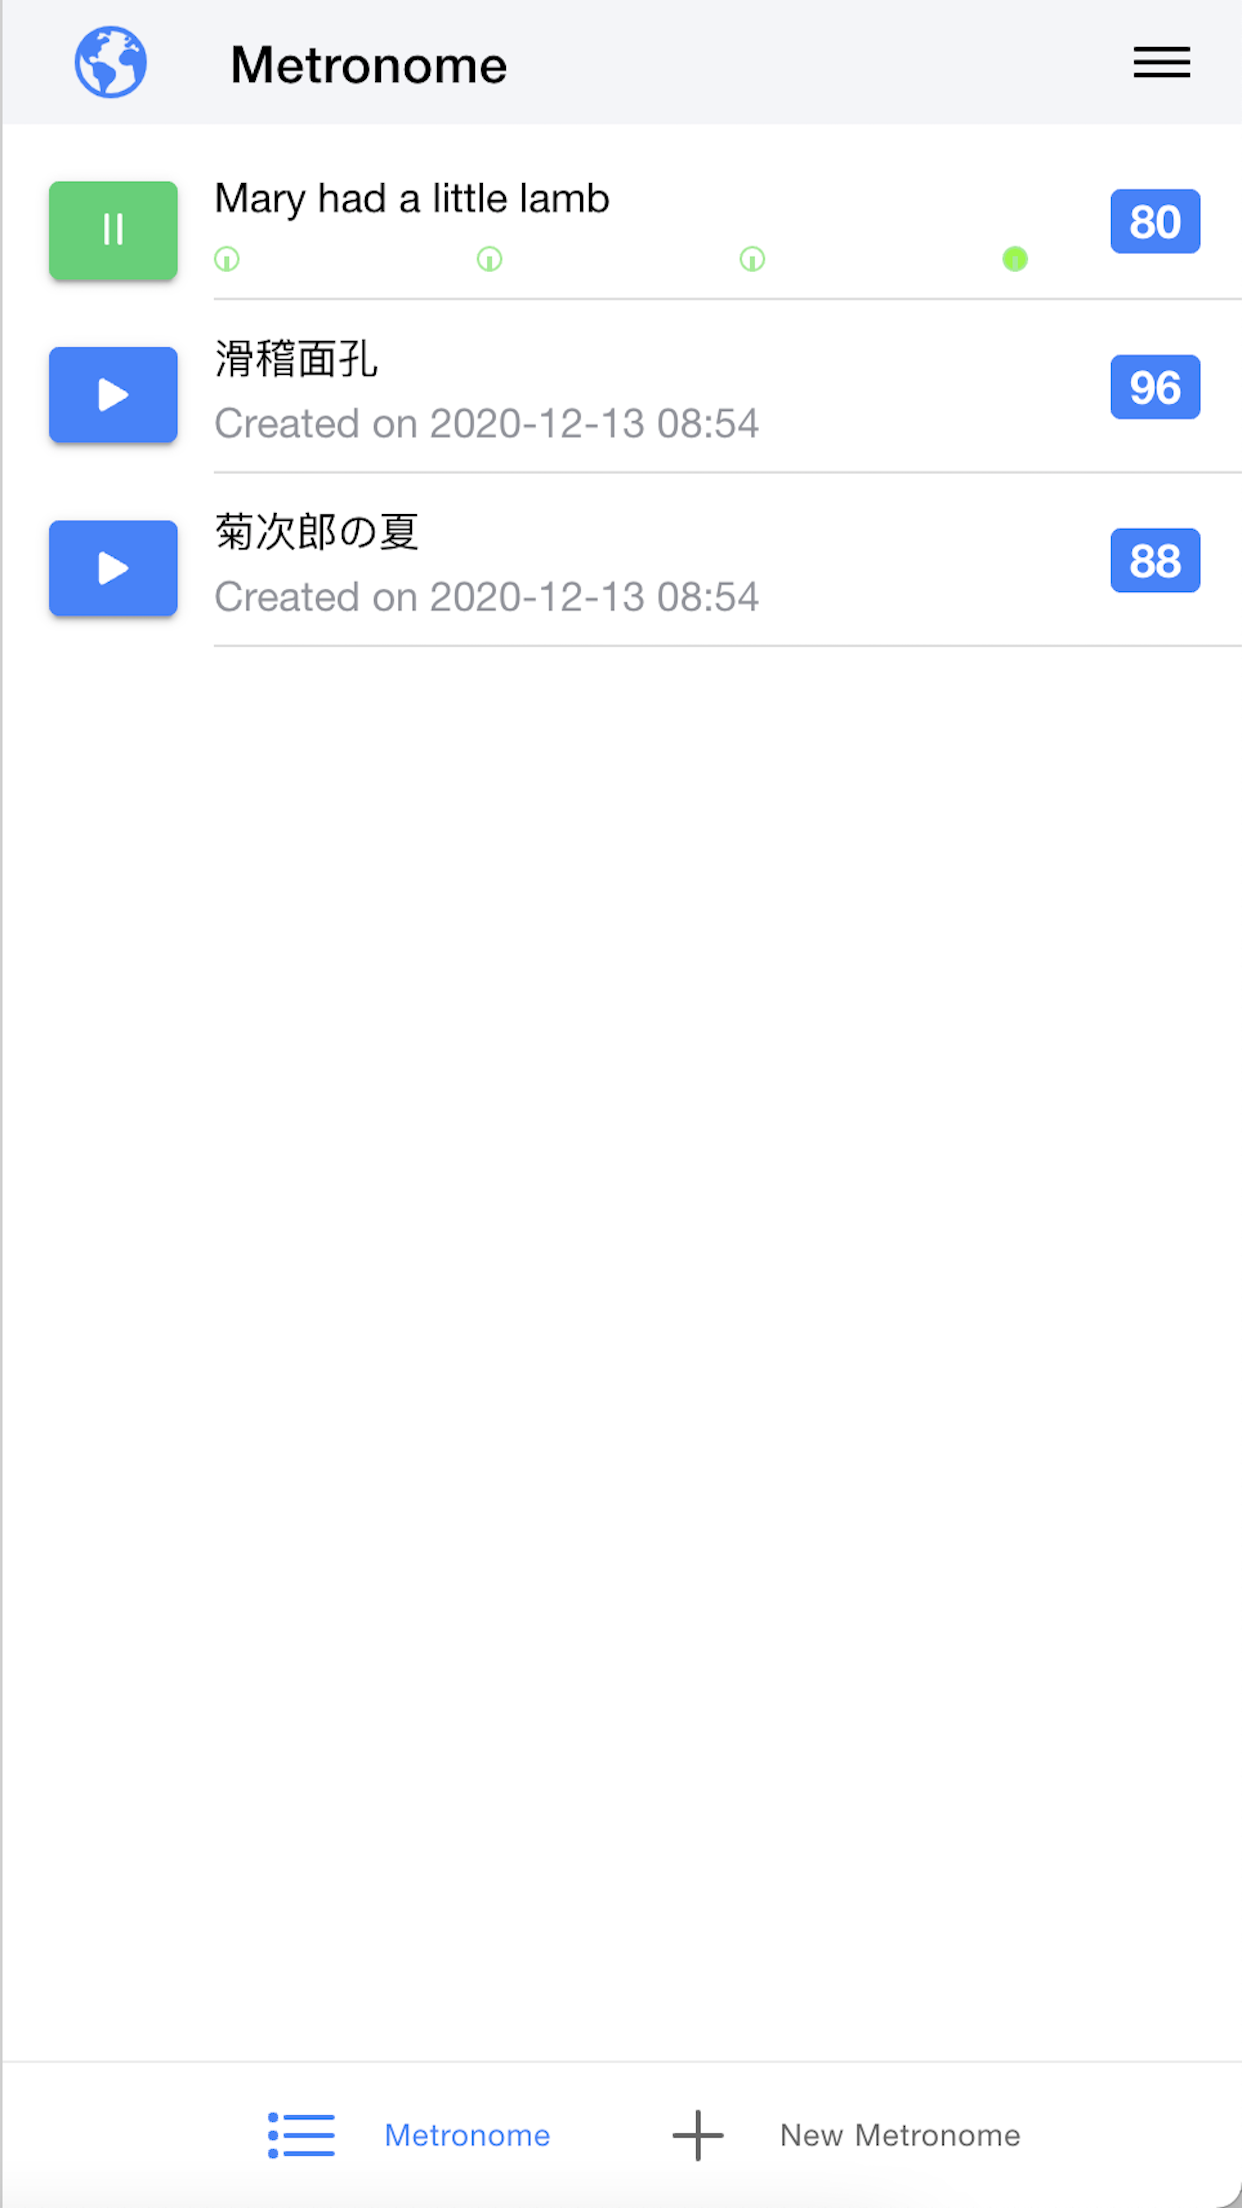 Metronome
Mary had a little lamb
80
滑稽面孔
Created on 2020-12-13 08:54
96
菊次郎の夏
Created on 2020-12-13 08:54
88
Metronome
New Metronome